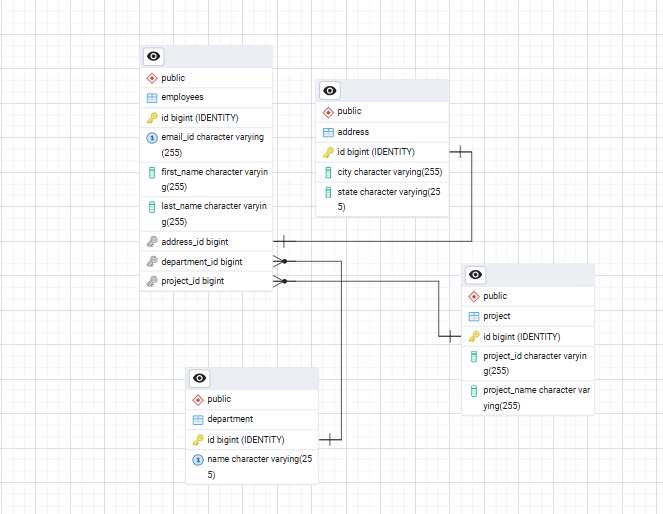 public
employees
id bigint (IDENTITY)
email_id character varying
(255)
first_name character varyin
g(255)
last_name character varyin
g(255)
address_id bigint
department_id bigint
project_id bigint
public
address
id bigint (IDENTITY)
city character varying(255)
state character varying(25
5)
public
project
id bigint (IDENTITY)
project_id character varyin
g(255)
project_name character var
ying(255)
public
department
id bigint (IDENTITY)
name character varying(25
5)